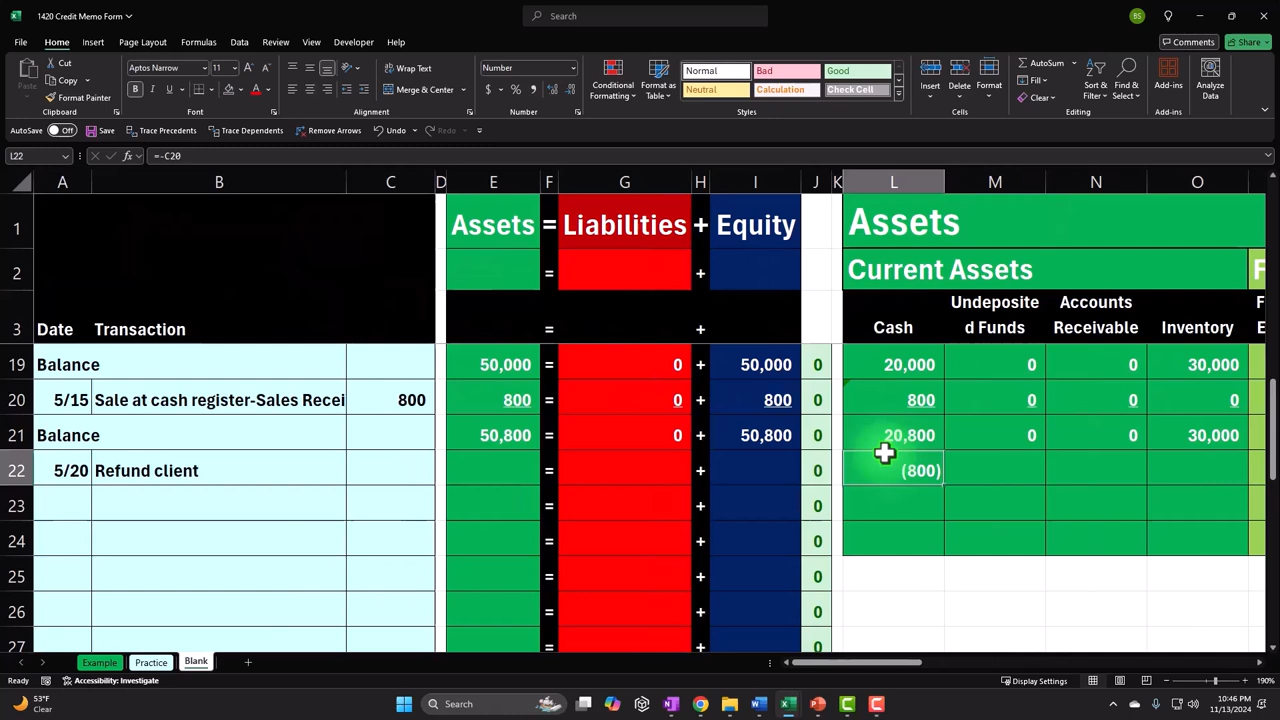 1420 Credit Memo Form
Search
BS
File Home Insert Page Layout Formulas Data Review View Developer Help
Comments Share
Cut
Copy
Paste
Format Painter
Clipboard
Aptos Narrow 11
B I U
Font
Wrap Text
Merge & Center
Alignment
Number
$ % 9
Number
Conditional Formatting
Format as Table
Normal Bad Good
Neutral Calculation Check Cell
Styles
Insert Delete Format
Cells
AutoSum
Fill
Clear
Sort & Filter
Find & Select
Editing
Add-ins
Add-ins
Analyze Data
AutoSave Off Save Trace Precedents Trace Dependents Remove Arrows Undo Redo
L22 fx =-C20
A B C D E F G H I J K L M N O
1 Assets = Liabilities + Equity Assets
2 = + Current Assets F
Undeposite Accounts F
3 Date Transaction = + Cash d Funds Receivable Inventory E
19 Balance 50,000 = 0 + 50,000 0 20,000 0 0 30,000
20 5/15 Sale at cash register-Sales Recei 800 800 = 0 + 800 0 800 0 0 0
21 Balance 50,800 = 0 + 50,800 0 20,800 0 0 30,000
22 5/20 Refund client = + 0 (800)
23 = + 0
24 = + 0
25 = + 0
26 = + 0
27 = + 0
Example Practice Blank
Ready Accessibility: Investigate Display Settings 190%
53°F
Clear
Search
10:46 PM
11/13/2024